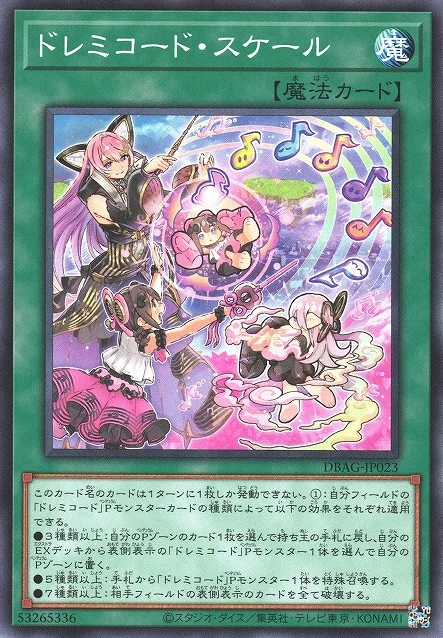 ドレミコード・スケール
魔
【魔法カード】
DBAG-JP023
このカード名のカードは1ターンに1枚しか発動できない。①：自分フィールドの
「ドレミコード」Pモンスターカードの種類によって以下の効果をそれぞれ適用
できる。
●3種類以上：自分のPゾーンのカード1枚を選んで持ち主の手札に戻し、自分の
EXデッキから表側表示の「ドレミコード」Pモンスター1体を選んで自分の
Pゾーンに置く。
●5種類以上：手札から「ドレミコード」Pモンスター1体を特殊召喚する。
●7種類以上：相手フィールドの表側表示のカードを全て破壊する。
53265336
©スタジオ・ダイス／集英社・テレビ東京・KONAMI